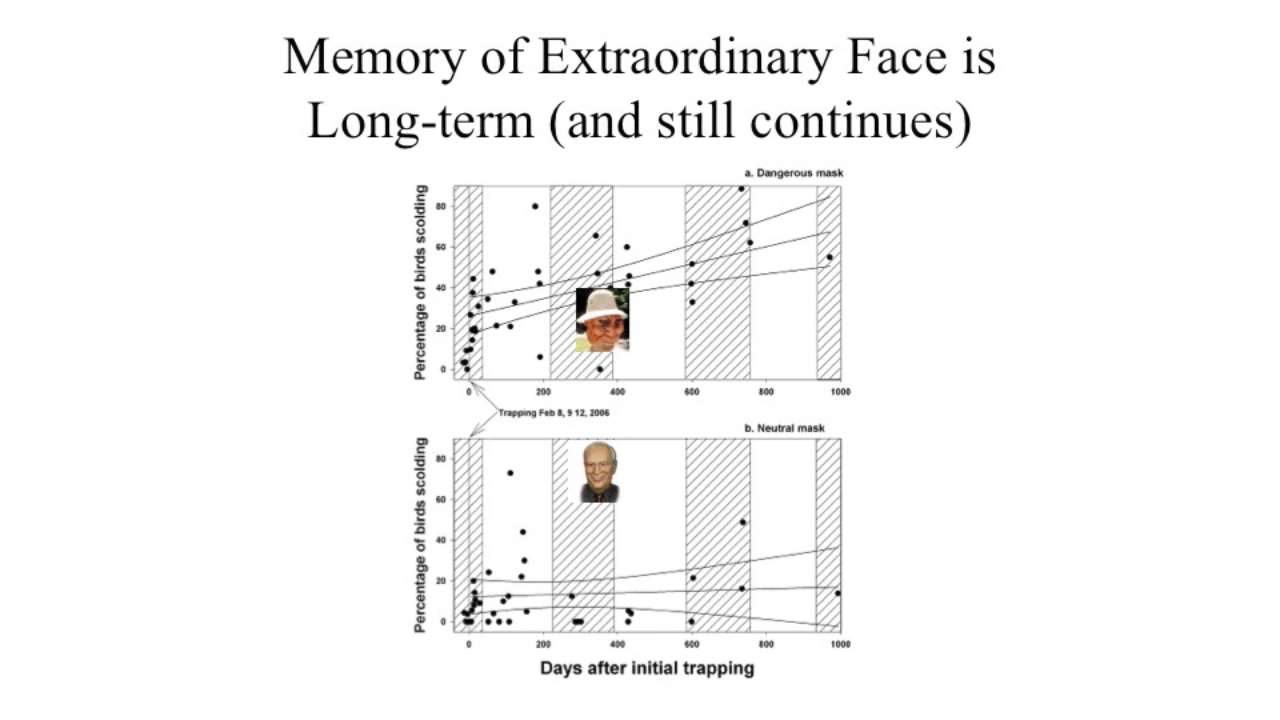 Memory of Extraordinary Face is
Long-term (and still continues)
a. Dangerous mask
Percentage of birds scolding
80
60
40
20
0
0 200 400 600 800 1000
Trapping Feb 8, 9 12, 2006
b. Neutral mask
Percentage of birds scolding
80
60
40
20
0
0 200 400 600 800 1000
Days after initial trapping